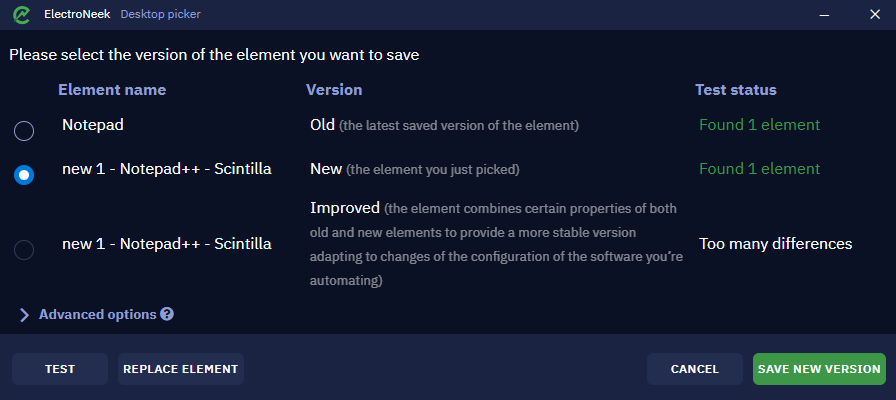 ElectroNeek Desktop picker
Please select the version of the element you want to save
Element name Version Test status
Notepad Old (the latest saved version of the element) Found 1 element
new 1 - Notepad++ - Scintilla New (the element you just picked) Found 1 element
Improved (the element combines certain properties of both
old and new elements to provide a more stable version
new 1 - Notepad++ - Scintilla Too many differences
adapting to changes of the configuration of the software you're
automating)
Advanced options ?
TEST REPLACE ELEMENT CANCEL SAVE NEW VERSION